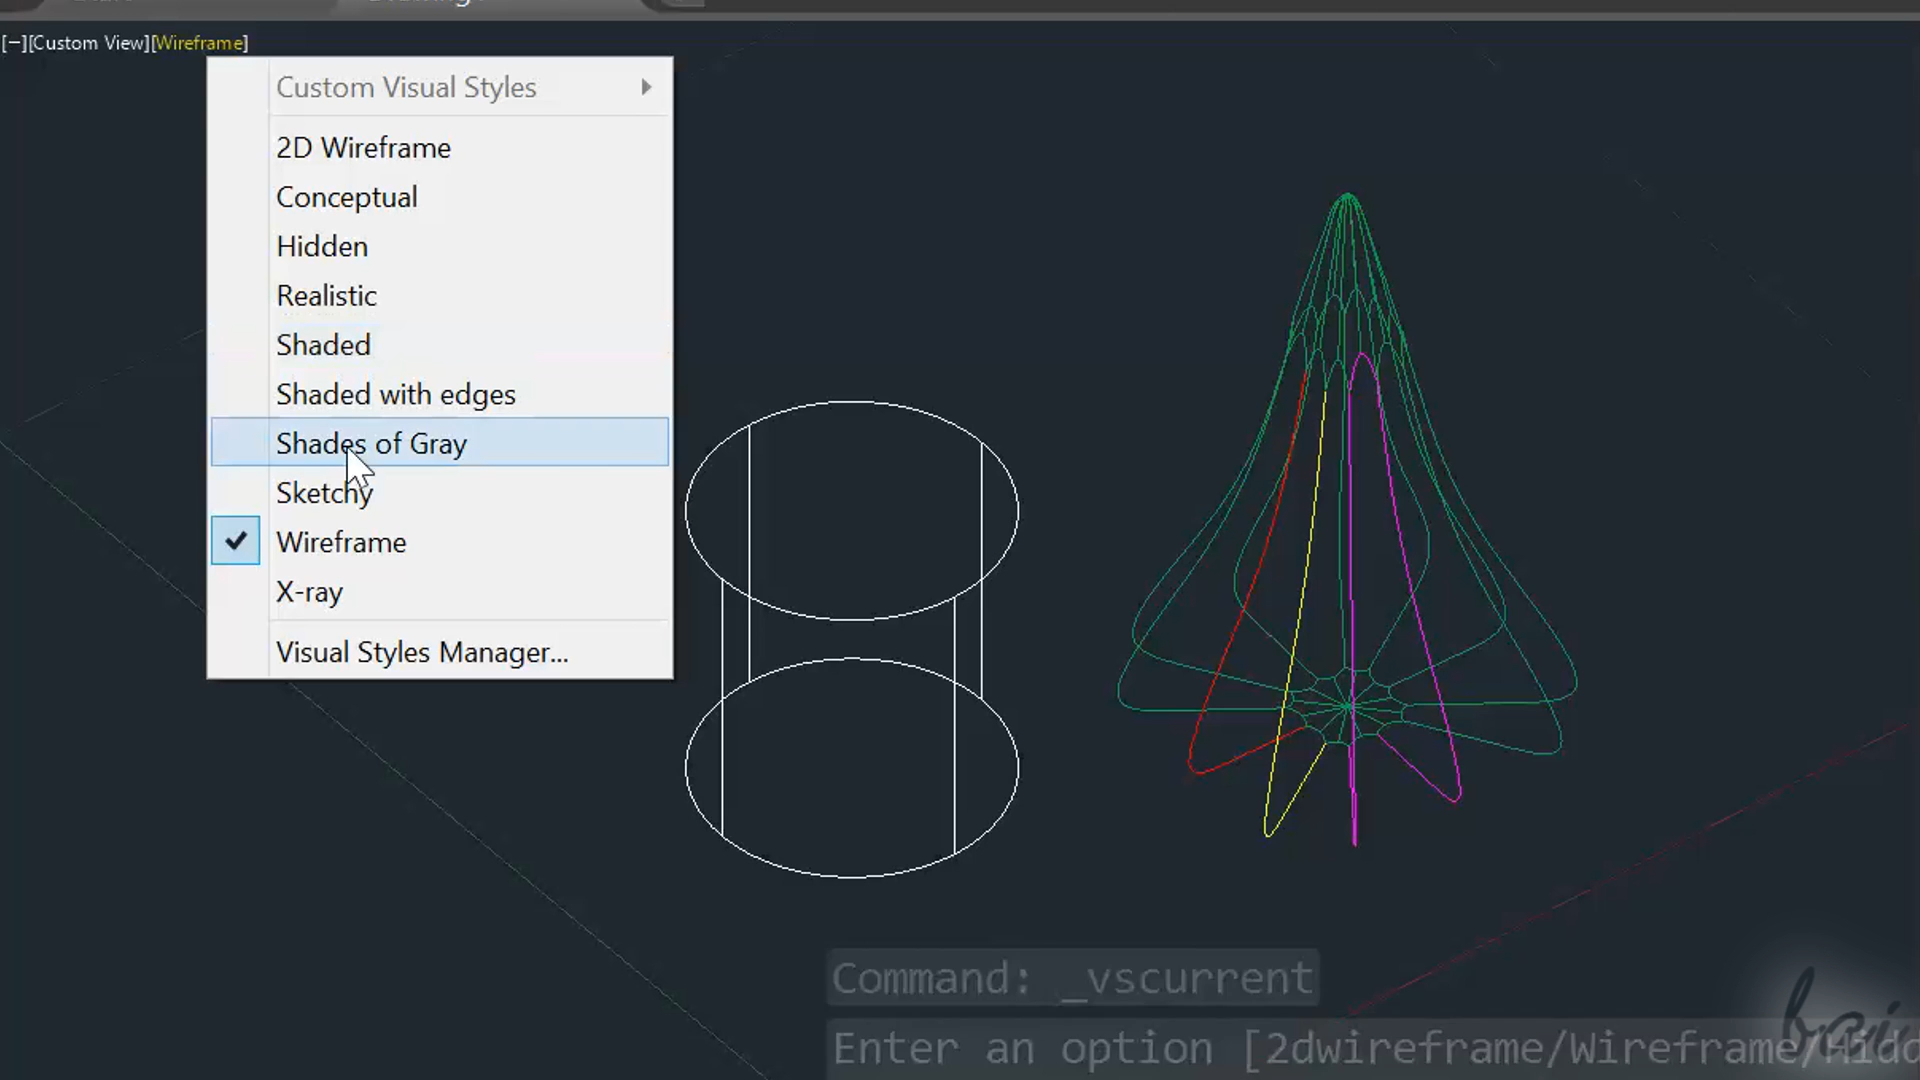 [−][Custom View][Wireframe]
Custom Visual Styles
2D Wireframe
Conceptual
Hidden
Realistic
Shaded
Shaded with edges
Shades of Gray
Sketchy
Wireframe
X-ray
Visual Styles Manager...
Command: _vscurrent
Enter an option [2dwireframe/Wireframe/Hidd